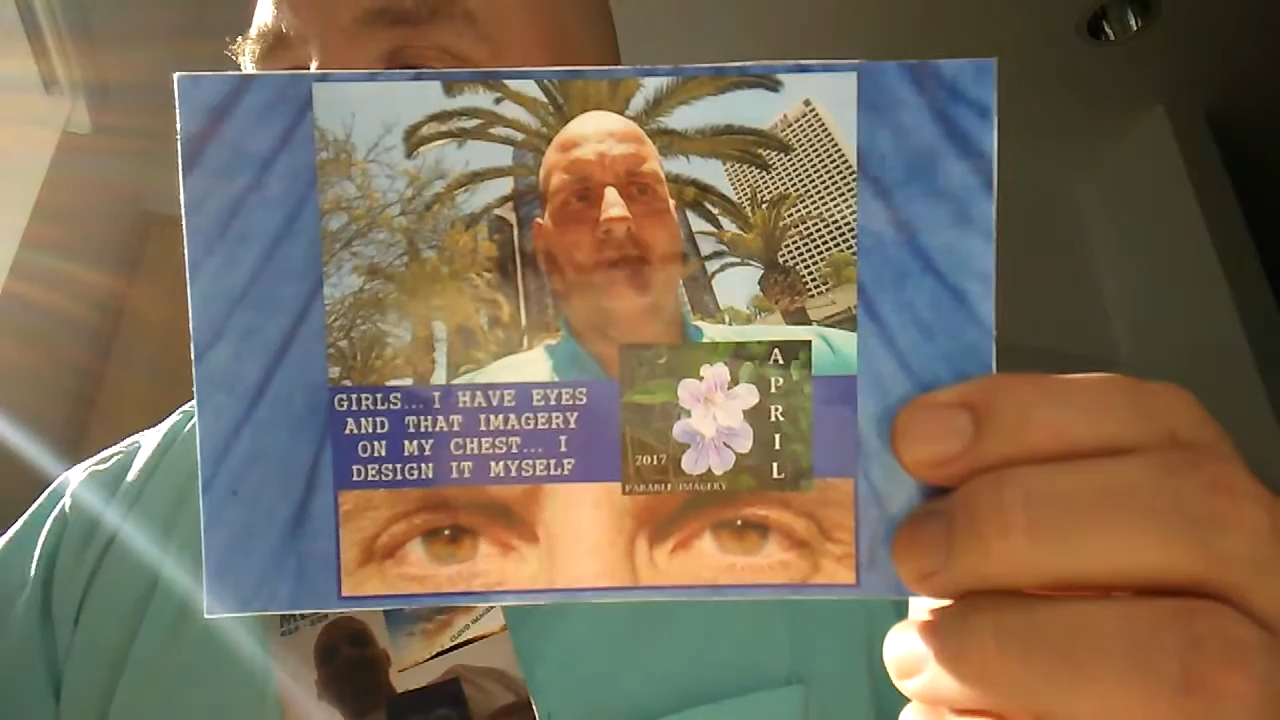 GIRLS... I HAVE EYES
AND THAT IMAGERY
ON MY CHEST... I
DESIGN IT MYSELF
APRIL
2017
PARABLE IMAGERY